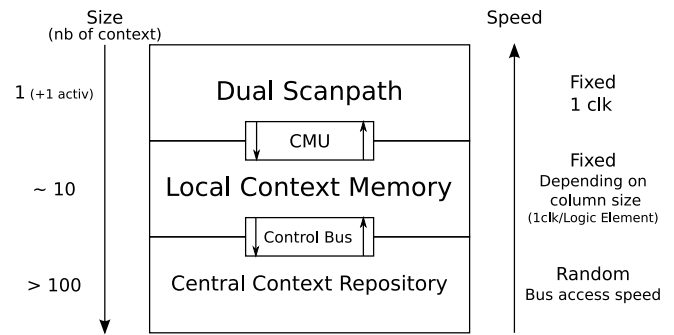 Size
(nb of context)
Speed
1 (+1 activ)
Dual Scanpath
Fixed
1 clk
CMU
~ 10
Local Context Memory
Fixed
Depending on
column size
(1clk/Logic Element)
Control Bus
> 100
Central Context Repository
Random
Bus access speed